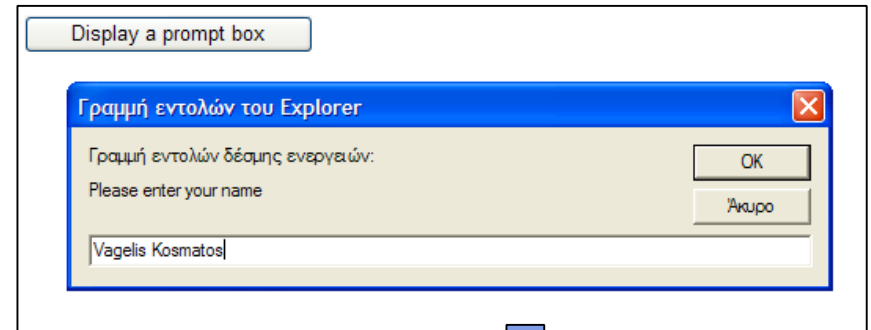 Display a prompt box
Γραμμή εντολών του Explorer
Γραμμή εντολών δέσμης ενεργειών:
OK
Please enter your name
Άκυρο
Vagelis Kosmatos